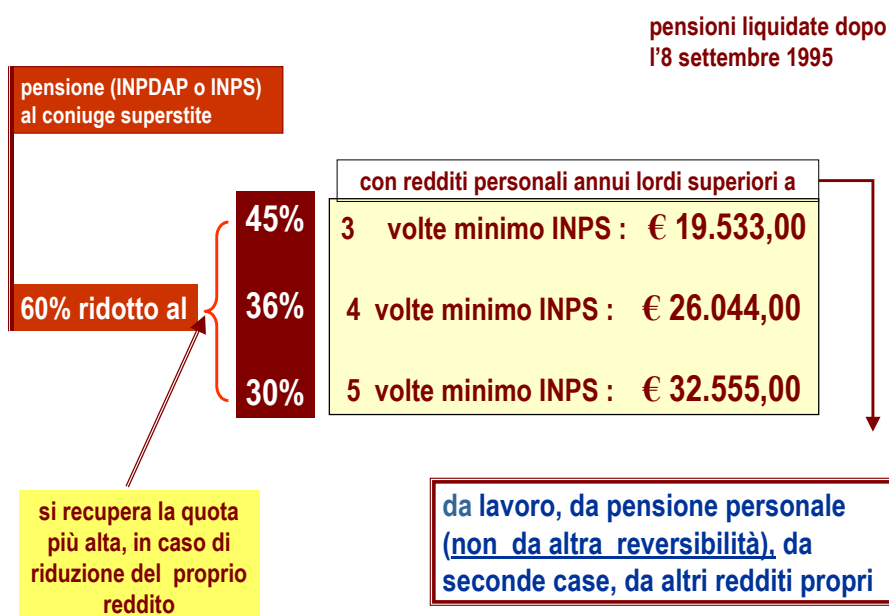 pensioni liquidate dopo
l'8 settembre 1995
pensione (INPDAP o INPS)
al coniuge superstite
con redditi personali annui lordi superiori a
60% ridotto al
45% 3 volte minimo INPS : € 19.533,00
36% 4 volte minimo INPS : € 26.044,00
30% 5 volte minimo INPS : € 32.555,00
si recupera la quota
più alta, in caso di
riduzione del proprio
reddito
da lavoro, da pensione personale
(non da altra reversibilità), da
seconde case, da altri redditi propri